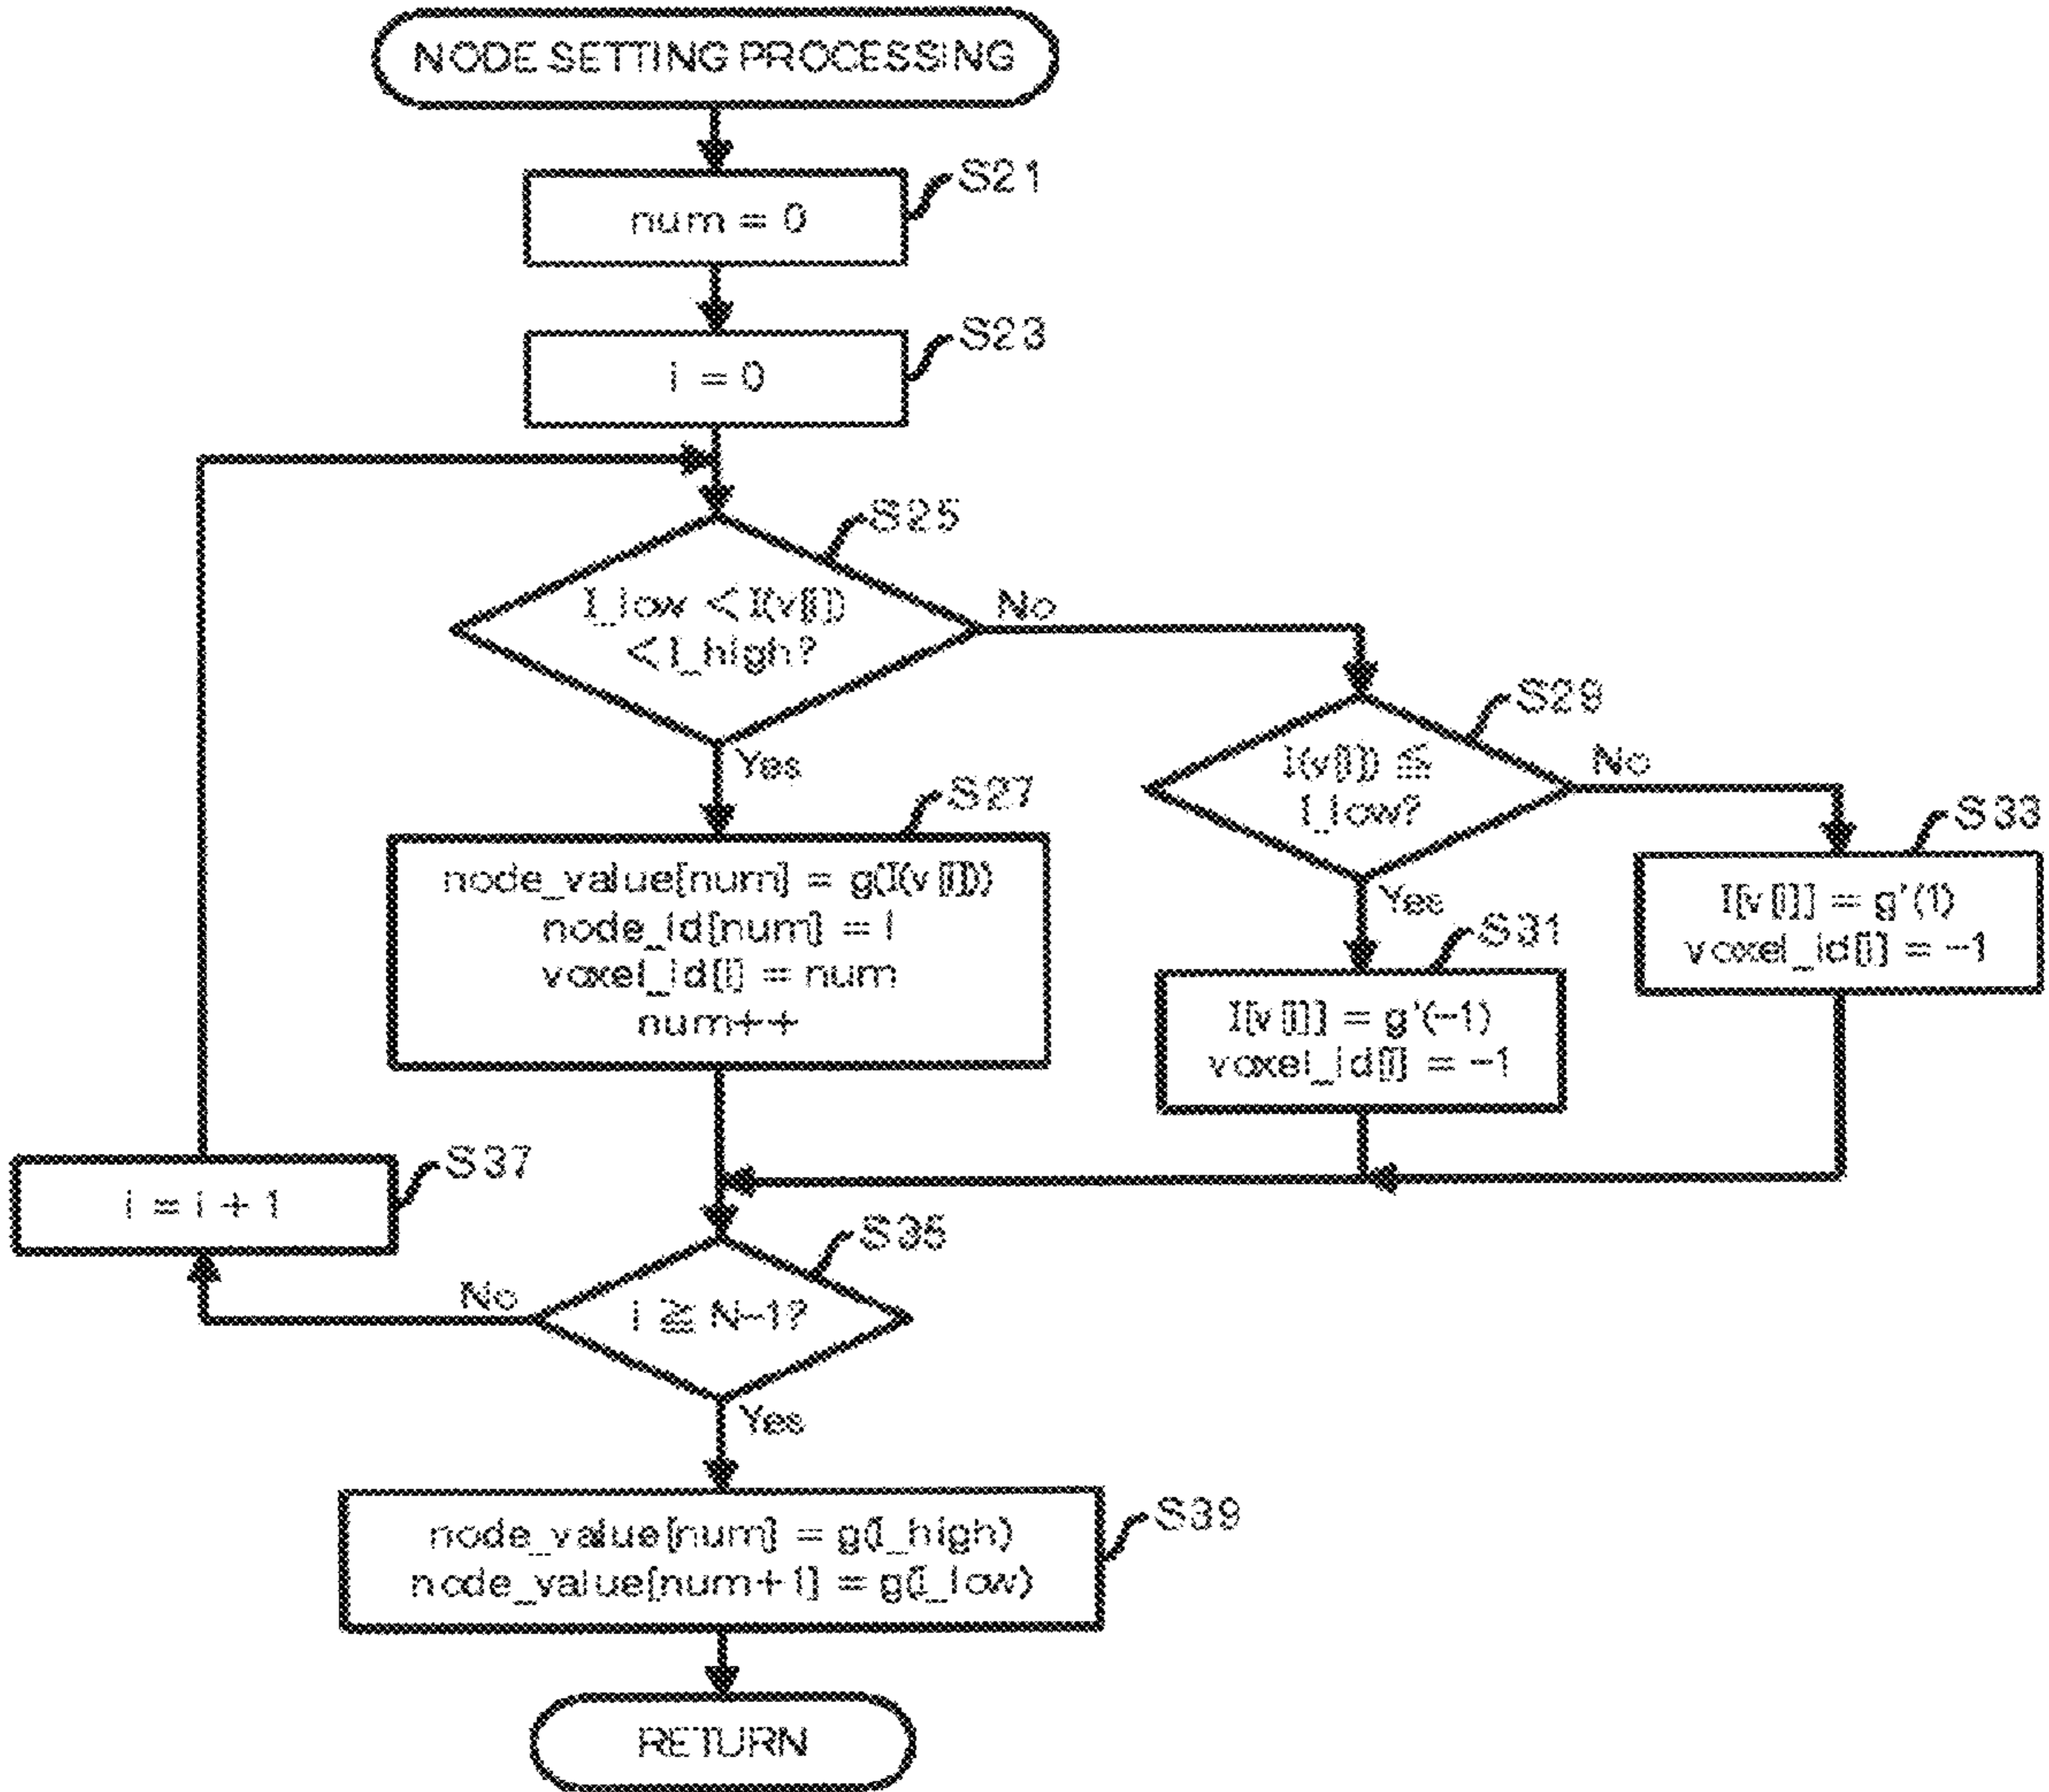 NODE SETTING PROCESSING
S21
num = 0
S23
i = 0
S25
I_low < I(v[i])
< I_high?
No
Yes
S29
I(v[i]) ≦
I_low?
No
Yes
S27
node_value[num] = g(I(v[i]))
node_id[num] = i
voxel_id[i] = num
num++
S33
I[v[i]] = g'(1)
voxel_id[i] = -1
S31
I[v[i]] = g'(-1)
voxel_id[i] = -1
S37
i = i + 1
S35
No
i ≧ N-1?
Yes
S39
node_value[num] = g(I_high)
node_value[num+1] = g(I_low)
RETURN